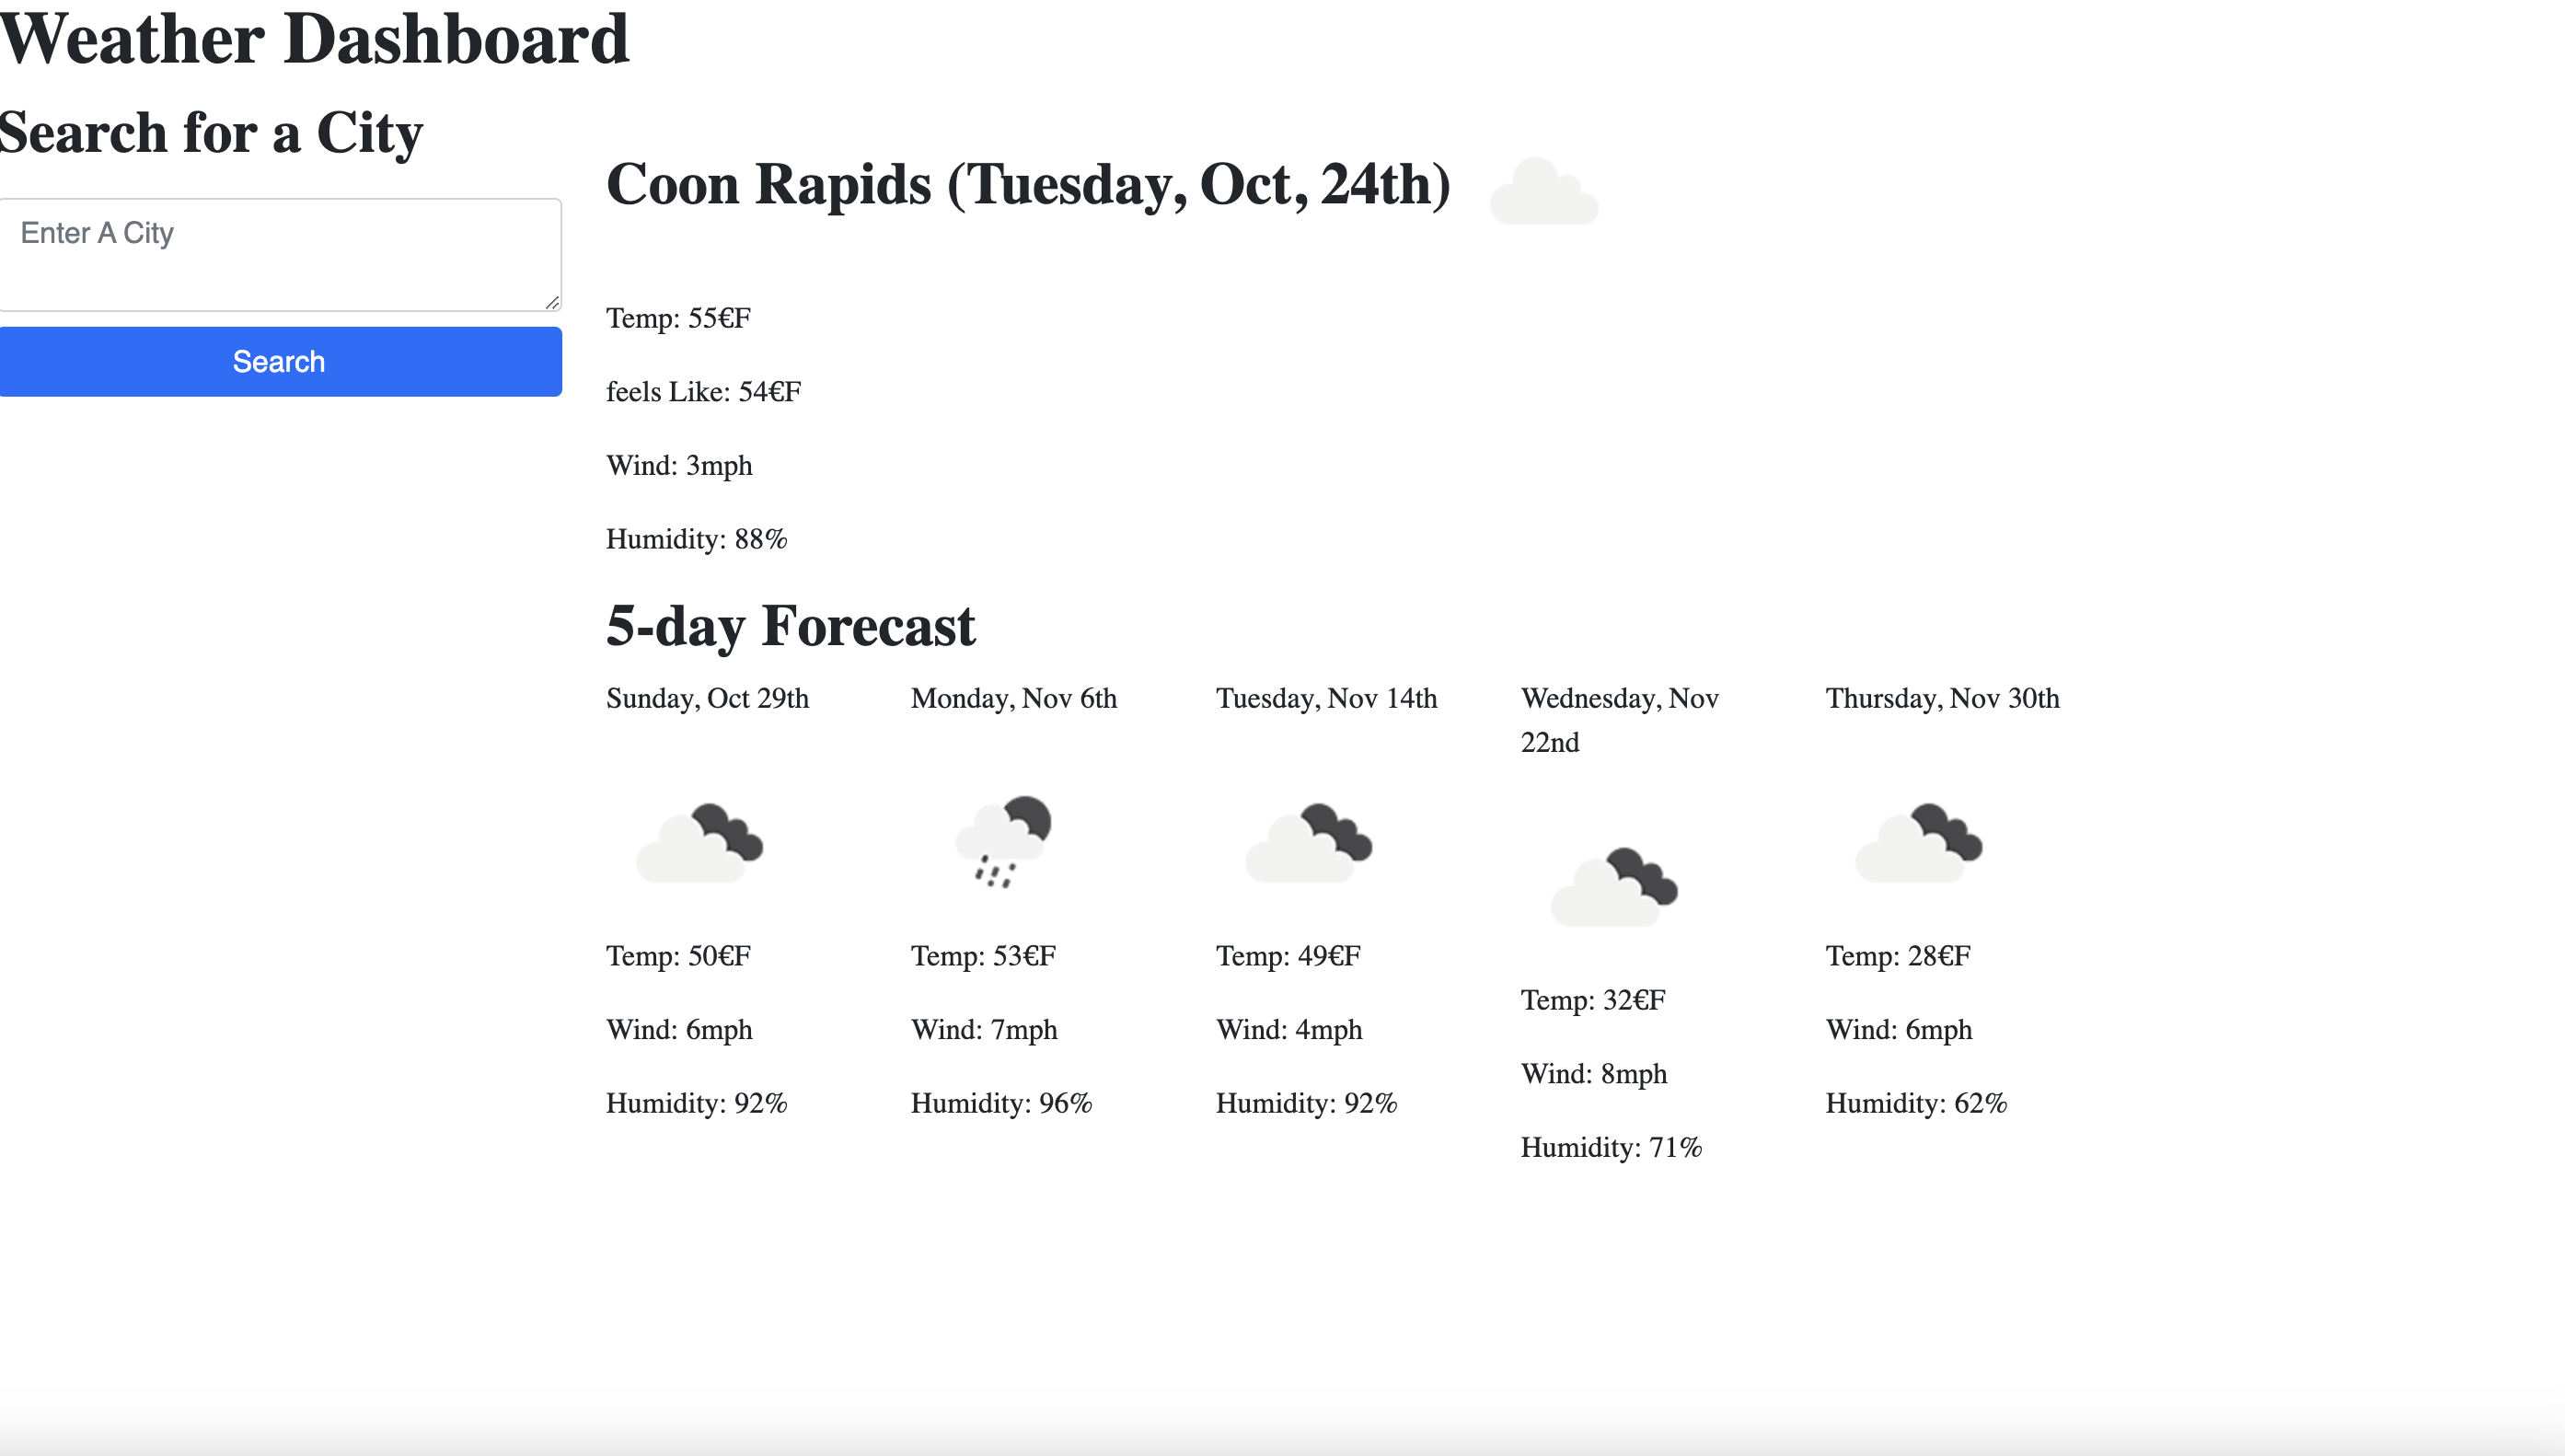 Weather Dashboard
Search for a City
Enter A City
Search
Coon Rapids (Tuesday, Oct, 24th)
Temp: 55€F
feels Like: 54€F
Wind: 3mph
Humidity: 88%
5-day Forecast
Sunday, Oct 29th
Temp: 50€F
Wind: 6mph
Humidity: 92%
Monday, Nov 6th
Temp: 53€F
Wind: 7mph
Humidity: 96%
Tuesday, Nov 14th
Temp: 49€F
Wind: 4mph
Humidity: 92%
Wednesday, Nov
22nd
Temp: 32€F
Wind: 8mph
Humidity: 71%
Thursday, Nov 30th
Temp: 28€F
Wind: 6mph
Humidity: 62%